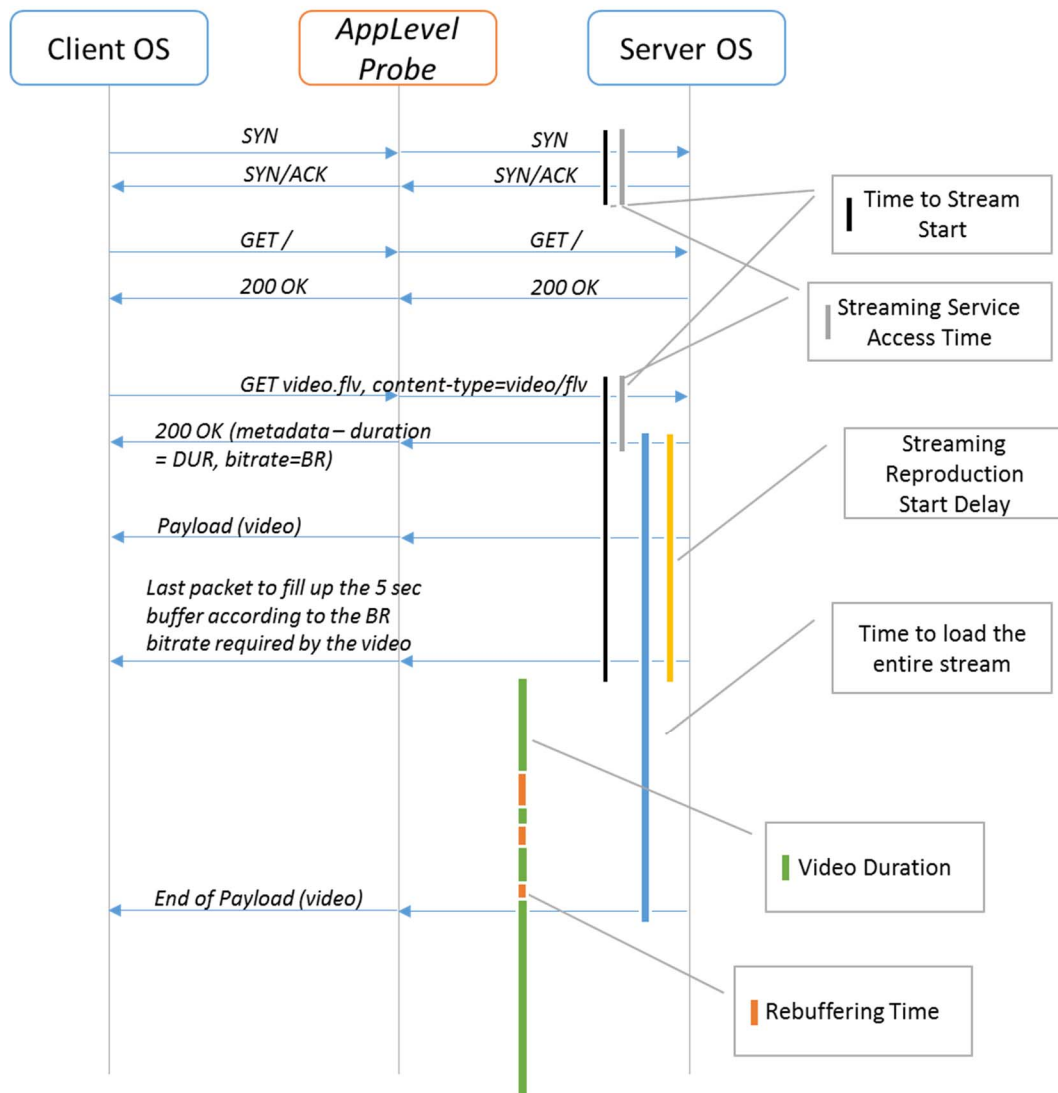 Client OS
AppLevel
Probe
Server OS
SYN
SYN
SYN/ACK
SYN/ACK
Time to Stream
Start
GET /
GET /
200 OK
200 OK
Streaming Service
Access Time
GET video.flv, content-type=video/flv
200 OK (metadata – duration
= DUR, bitrate=BR)
Streaming
Reproduction
Start Delay
Payload (video)
Last packet to fill up the 5 sec
buffer according to the BR
bitrate required by the video
Time to load the
entire stream
Video Duration
End of Payload (video)
Rebuffering Time